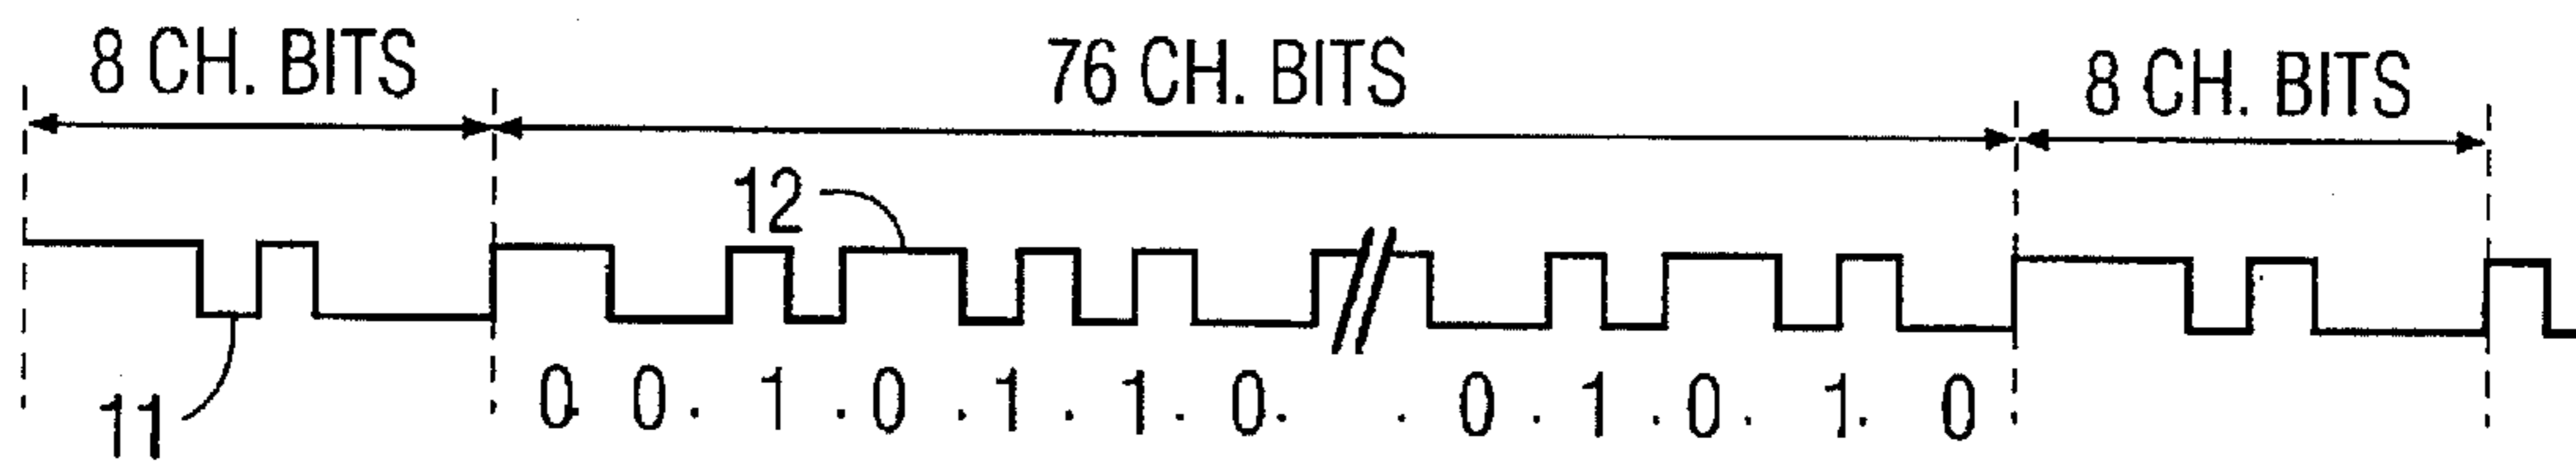 8 CH. BITS 76 CH. BITS 8 CH. BITS
12
0.0.1.0.1.1.0. .0.1.0.1.0
11